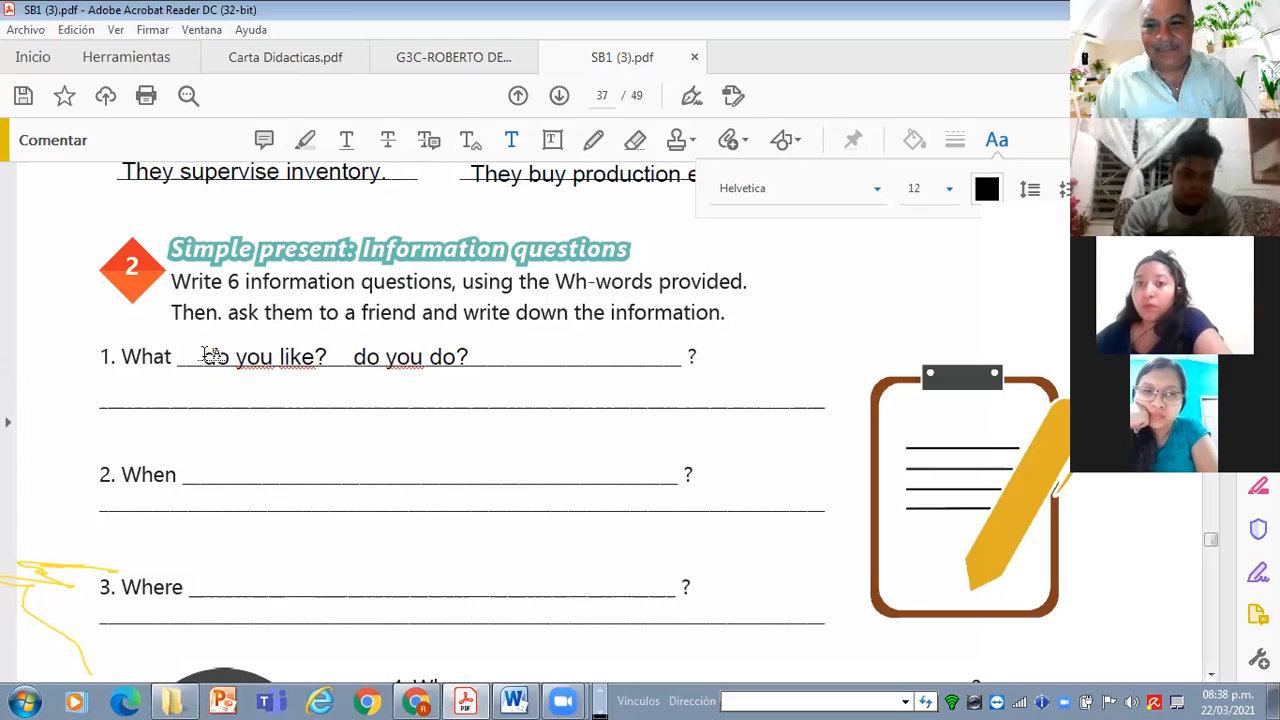 SB1 (3).pdf - Adobe Acrobat Reader DC (32-bit)
Archivo Edición Ver Firmar Ventana Ayuda
Inicio Herramientas Carta Didacticas.pdf G3C-ROBERTO DE... SB1 (3).pdf
37 / 49
Comentar
Helvetica 12
They supervise inventory. They buy production e
2 Simple present: Information questions
Write 6 information questions, using the Wh-words provided.
Then. ask them to a friend and write down the information.
1. What do you like? do you do? ?
2. When ?
3. Where ?
Vínculos Dirección
08:38 p.m.
22/03/2021